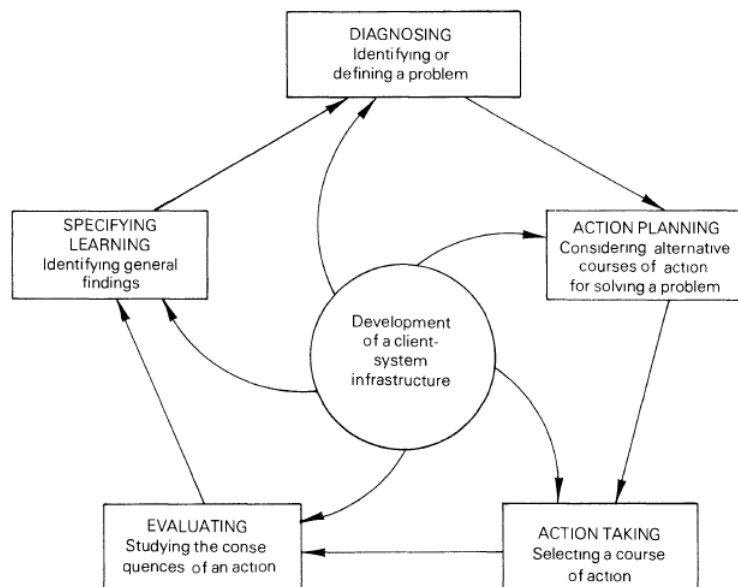 DIAGNOSING
Identifying or
defining a problem
SPECIFYING
LEARNING
Identifying general
findings
ACTION PLANNING
Considering alternative
courses of action
for solving a problem
Development
of a client-
system
infrastructure
EVALUATING
Studying the conse
quences of an action
ACTION TAKING
Selecting a course
of action